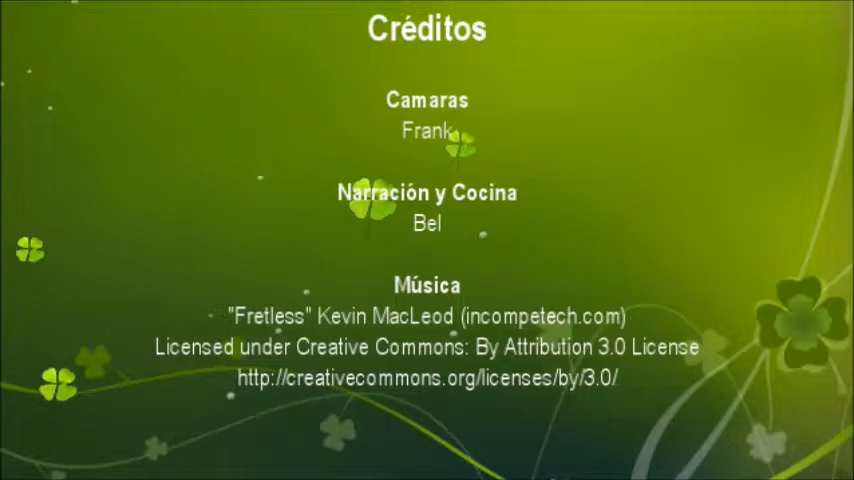 Créditos
Camaras
Frank
Narración y Cocina
Bel
Música
"Fretless" Kevin MacLeod (incompetech.com)
Licensed under Creative Commons: By Attribution 3.0 License
http://creativecommons.org/licenses/by/3.0/